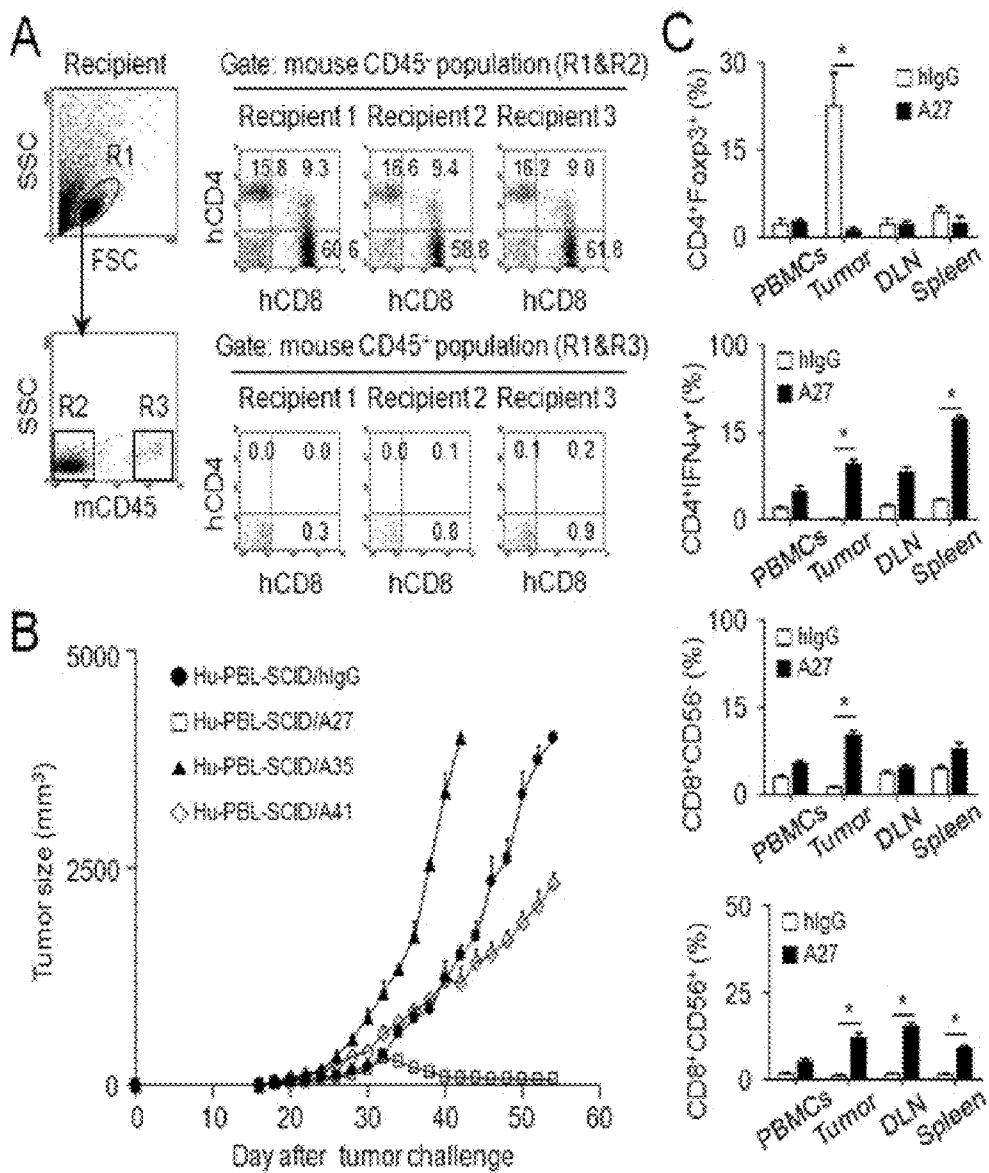 A
Recipient
SSC
R1
FSC
SSC
R2 R3
mCD45
Gate: mouse CD45⁻ population (R1&R2)
Recipient 1 Recipient 2 Recipient 3
hCD4
15.8 9.3
60.6
16.6 9.4
58.8
16.2 9.0
61.8
hCD8 hCD8 hCD8
Gate: mouse CD45⁺ population (R1&R3)
Recipient 1 Recipient 2 Recipient 3
hCD4
0.0 0.0
0.3
0.0 0.1
0.8
0.1 0.2
0.9
hCD8 hCD8 hCD8
B
Tumor size (mm³)
5000
2500
0
Hu-PBL-SCID/hIgG
Hu-PBL-SCID/A27
Hu-PBL-SCID/A35
Hu-PBL-SCID/A41
0 10 20 30 40 50 60
Day after tumor challenge
C
CD4⁺Foxp3⁺ (%)
30
15
0
*
hIgG
A27
PBMCs Tumor DLN Spleen
CD4⁺IFN-γ⁺ (%)
100
15
0
hIgG
A27
* *
PBMCs Tumor DLN Spleen
CD8⁺CD56⁻ (%)
100
15
0
hIgG
A27
*
PBMCs Tumor DLN Spleen
CD8⁺CD56⁺ (%)
50
25
0
hIgG
A27
* * *
PBMCs Tumor DLN Spleen